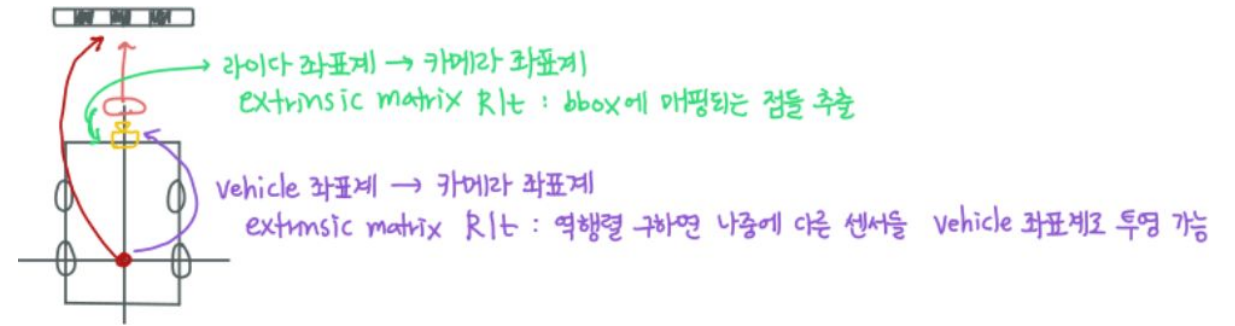 라이다 좌표계 → 카메라 좌표계
extrinsic matrix R|t : bbox에 매핑되는 점들 추출
vehicle 좌표계 → 카메라 좌표계
extrinsic matrix R|t : 역행렬 구하면 나중에 다른 센서들 vehicle 좌표계로 투영 가능